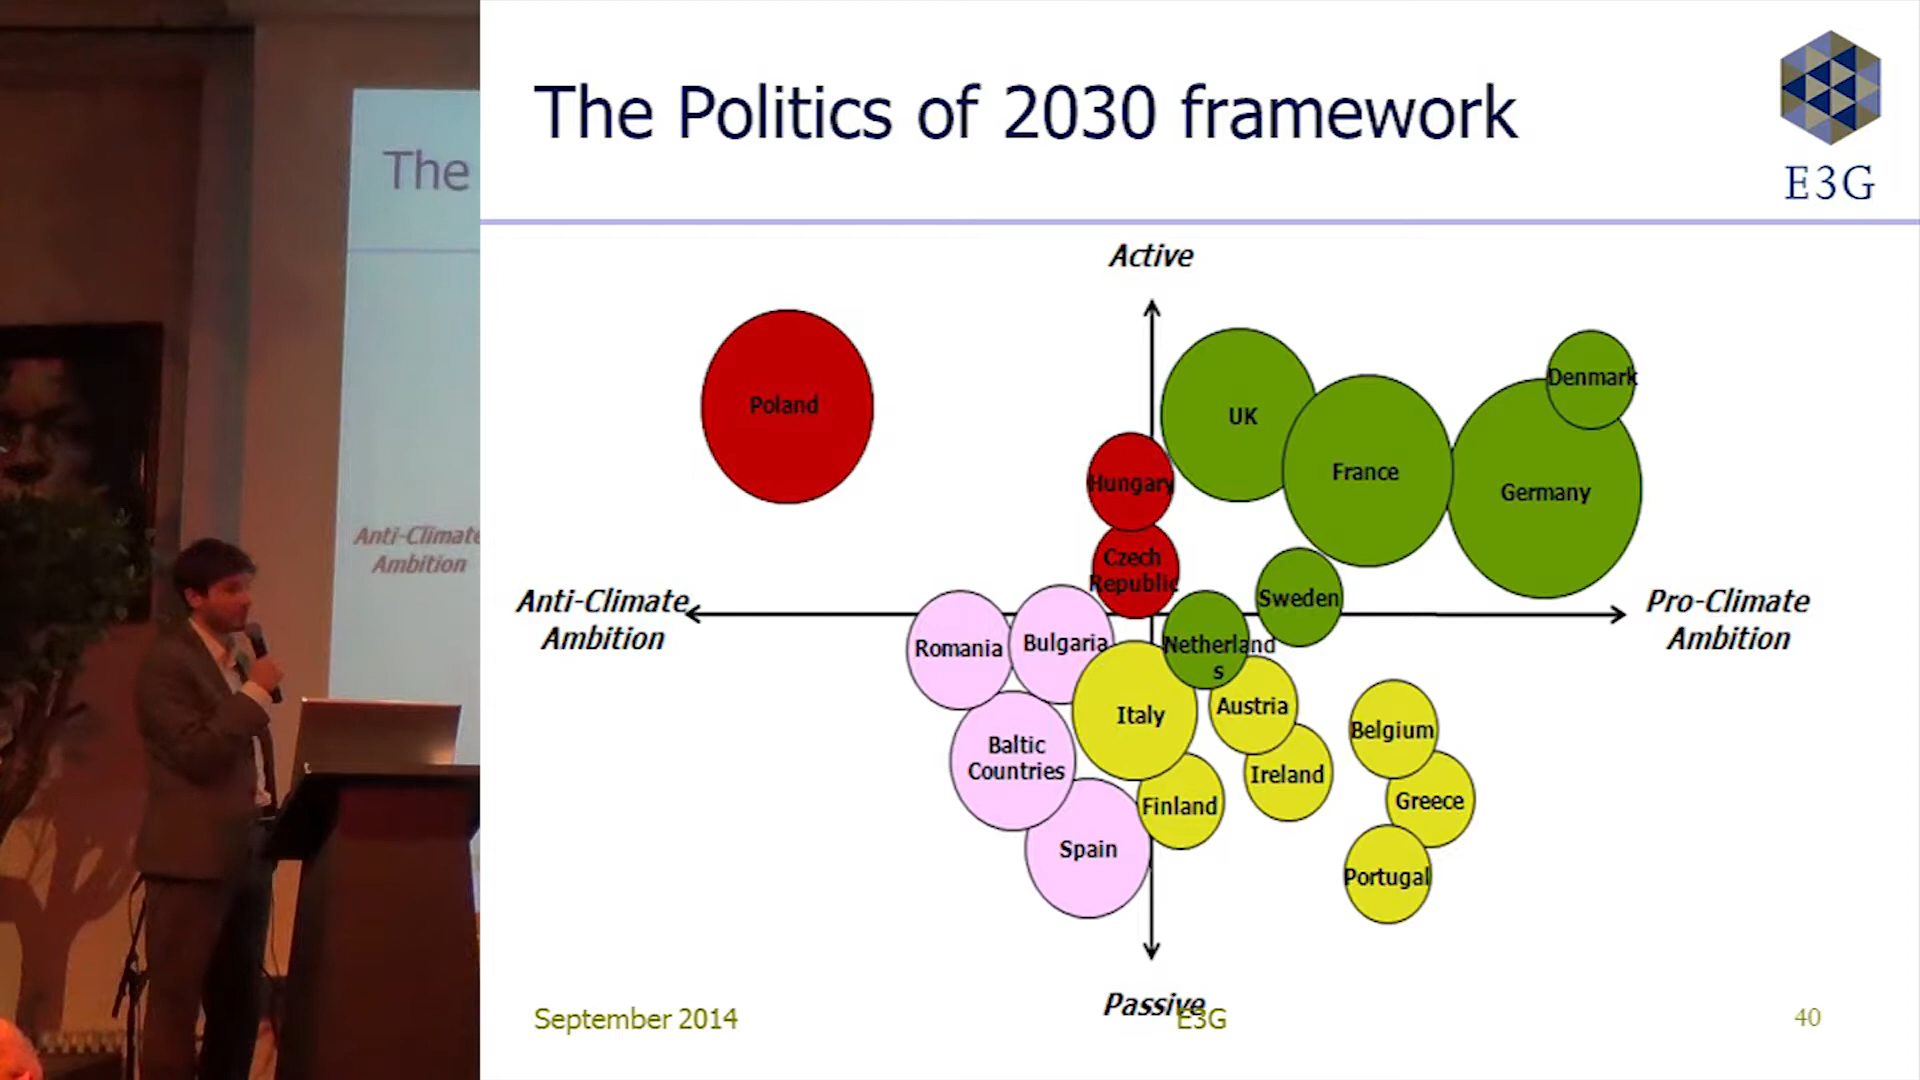 The Politics of 2030 framework
E3G
The
Active
Poland
Denmark
UK
France
Germany
Hungary
Czech
Republic
Anti-Climate
Ambition
Anti-Climate
Ambition
Pro-Climate
Ambition
Sweden
Romania
Bulgaria
Netherland
s
Italy
Austria
Belgium
Baltic
Countries
Ireland
Greece
Finland
Spain
Portugal
Passive
September 2014
E3G
40